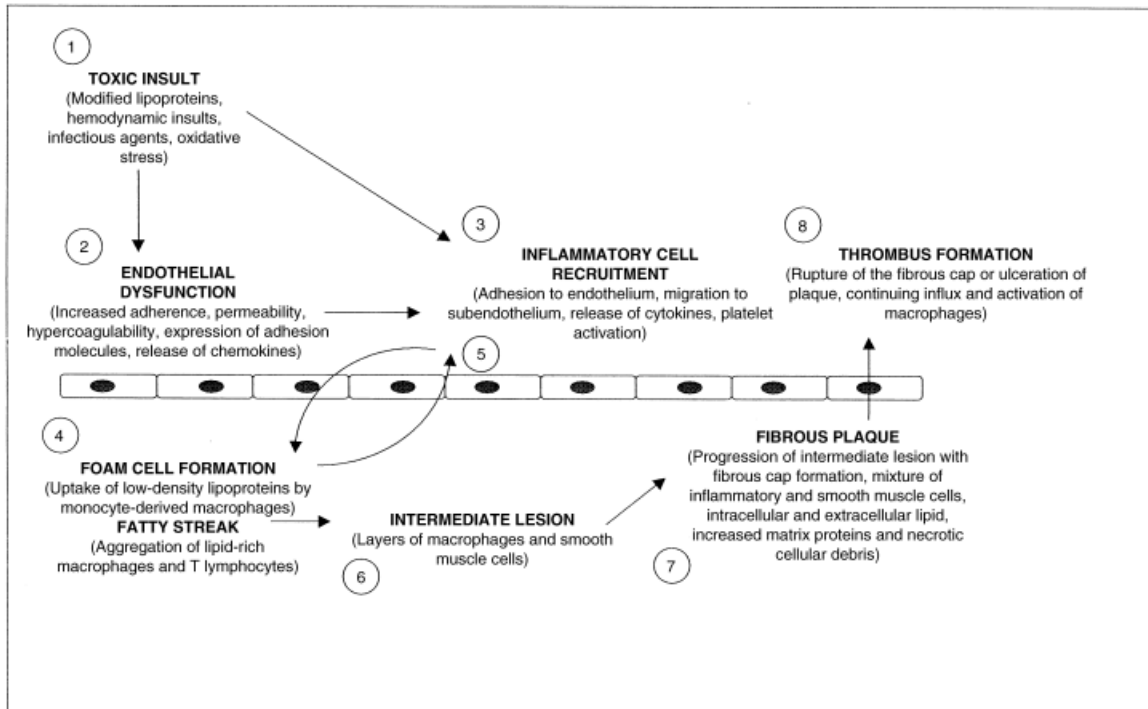 1
TOXIC INSULT
(Modified lipoproteins,
hemodynamic insults,
infectious agents, oxidative
stress)
2
ENDOTHELIAL
DYSFUNCTION
(Increased adherence, permeability,
hypercoagulability, expression of adhesion
molecules, release of chemokines)
3
INFLAMMATORY CELL
RECRUITMENT
(Adhesion to endothelium, migration to
subendothelium, release of cytokines, platelet
activation)
8
THROMBUS FORMATION
(Rupture of the fibrous cap or ulceration of
plaque, continuing influx and activation of
macrophages)
5
4
FOAM CELL FORMATION
(Uptake of low-density lipoproteins by
monocyte-derived macrophages)
FATTY STREAK
(Aggregation of lipid-rich
macrophages and T lymphocytes)
6
INTERMEDIATE LESION
(Layers of macrophages and smooth
muscle cells)
7
FIBROUS PLAQUE
(Progression of intermediate lesion with
fibrous cap formation, mixture of
inflammatory and smooth muscle cells,
intracellular and extracellular lipid,
increased matrix proteins and necrotic
cellular debris)